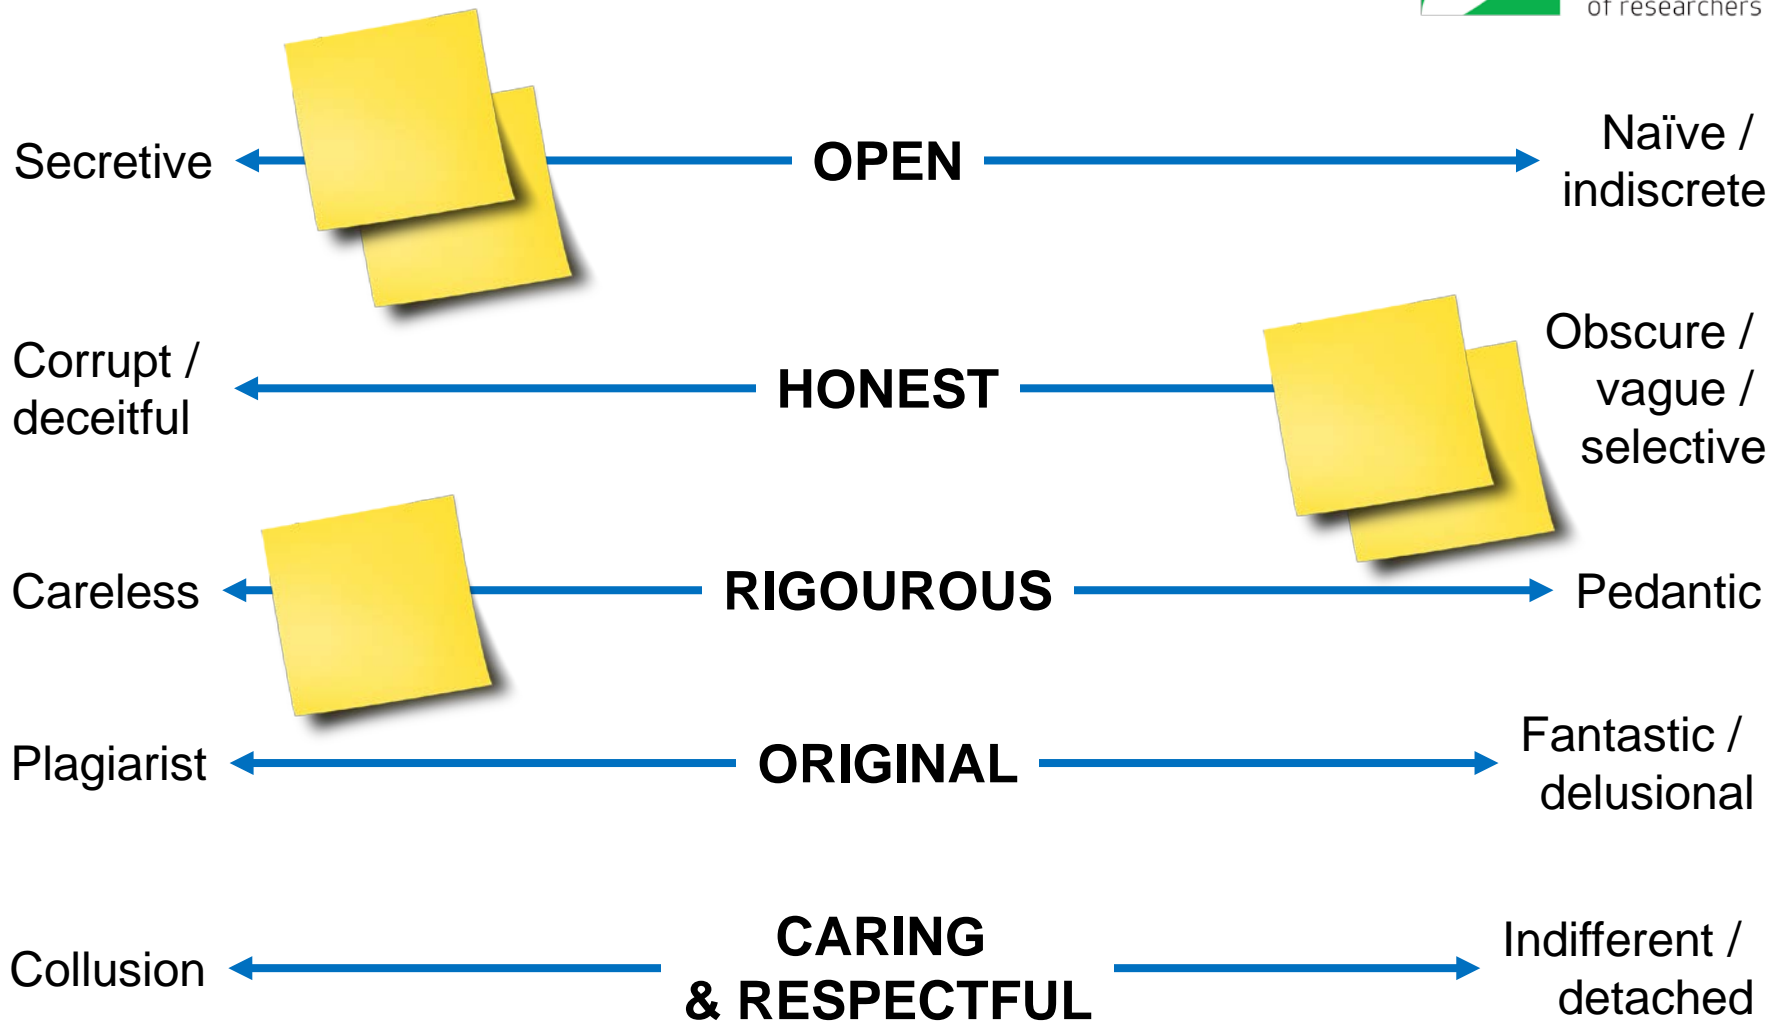 of researchers
Secretive
OPEN
Naïve /
indiscrete
Corrupt /
deceitful
HONEST
Obscure /
vague /
selective
Careless
RIGOUROUS
Pedantic
Plagiarist
ORIGINAL
Fantastic /
delusional
Collusion
CARING
& RESPECTFUL
Indifferent /
detached